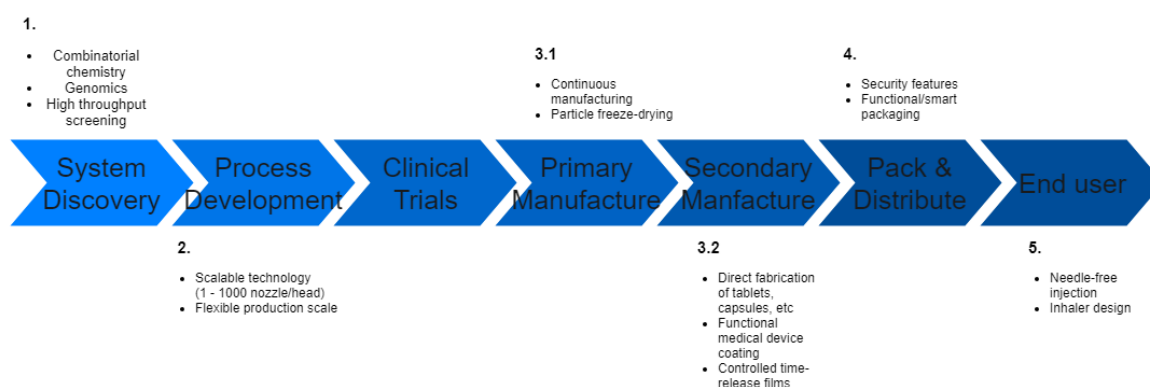 1.
• Combinatorial
chemistry
• Genomics
• High throughput
screening
3.1
• Continuous
manufacturing
• Particle freeze-drying
4.
• Security features
• Functional/smart
packaging
System
Discovery
Process
Development
Clinical
Trials
Primary
Manufacture
Secondary
Manfacture
Pack &
Distribute
End user
2.
• Scalable technology
(1 - 1000 nozzle/head)
• Flexible production scale
3.2
• Direct fabrication
of tablets,
capsules, etc
• Functional
medical device
coating
• Controlled time-
release films
5.
• Needle-free
injection
• Inhaler design